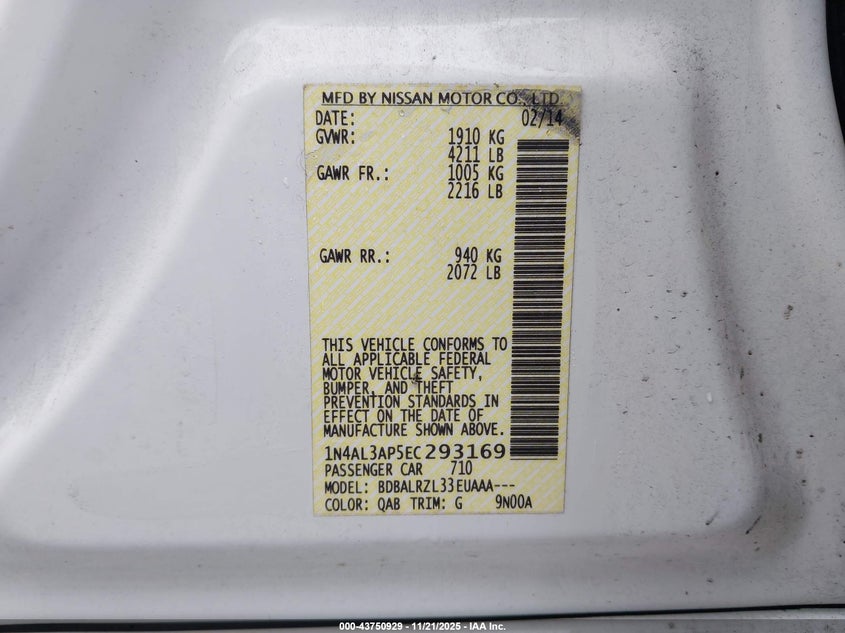 MFD BY NISSAN MOTOR CO., LTD.
DATE: 02/14
GVWR: 1910 KG
4211 LB
GAWR FR.: 1005 KG
2216 LB
GAWR RR.: 940 KG
2072 LB
THIS VEHICLE CONFORMS TO
ALL APPLICABLE FEDERAL
MOTOR VEHICLE SAFETY,
BUMPER, AND THEFT
PREVENTION STANDARDS IN
EFFECT ON THE DATE OF
MANUFACTURE SHOWN ABOVE.
1N4AL3AP5EC293169
PASSENGER CAR 710
MODEL: BDBALRZL33EUAAA---
COLOR: QAB TRIM: G 9N00A
000-43750929 - 11/21/2025 - IAA Inc.